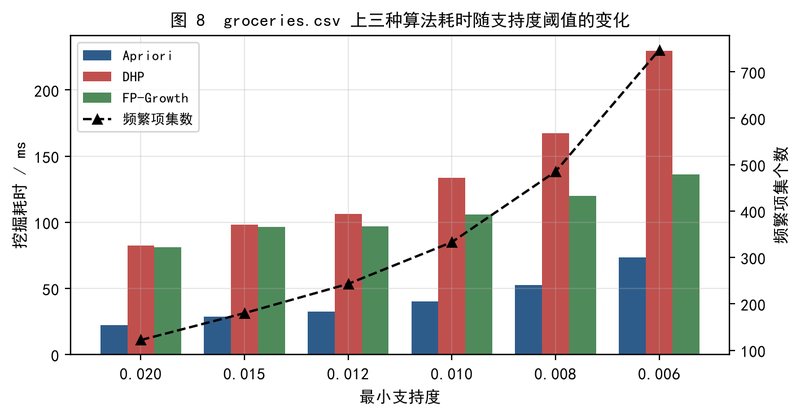 图 8  groceries.csv 上三种算法耗时随支持度阈值的变化
Apriori
DHP
FP-Growth
频繁项集数
挖掘耗时 / ms
200
150
100
50
0
700
600
500
400
300
200
100
频繁项集个数
0.020 0.015 0.012 0.010 0.008 0.006
最小支持度